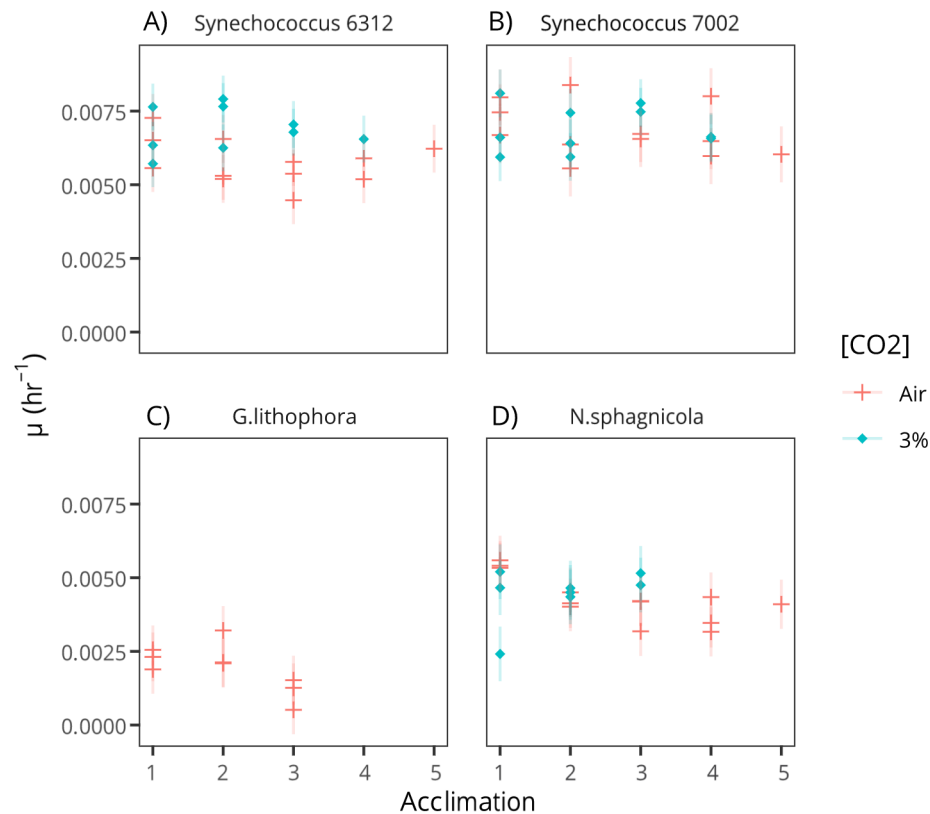 A) Synechococcus 6312
B) Synechococcus 7002
0.0075
0.0050
0.0025
0.0000
μ (hr⁻¹)
[CO2]
Air
3%
C) G.lithophora
D) N.sphagnicola
0.0075
0.0050
0.0025
0.0000
1 2 3 4 5
1 2 3 4 5
Acclimation